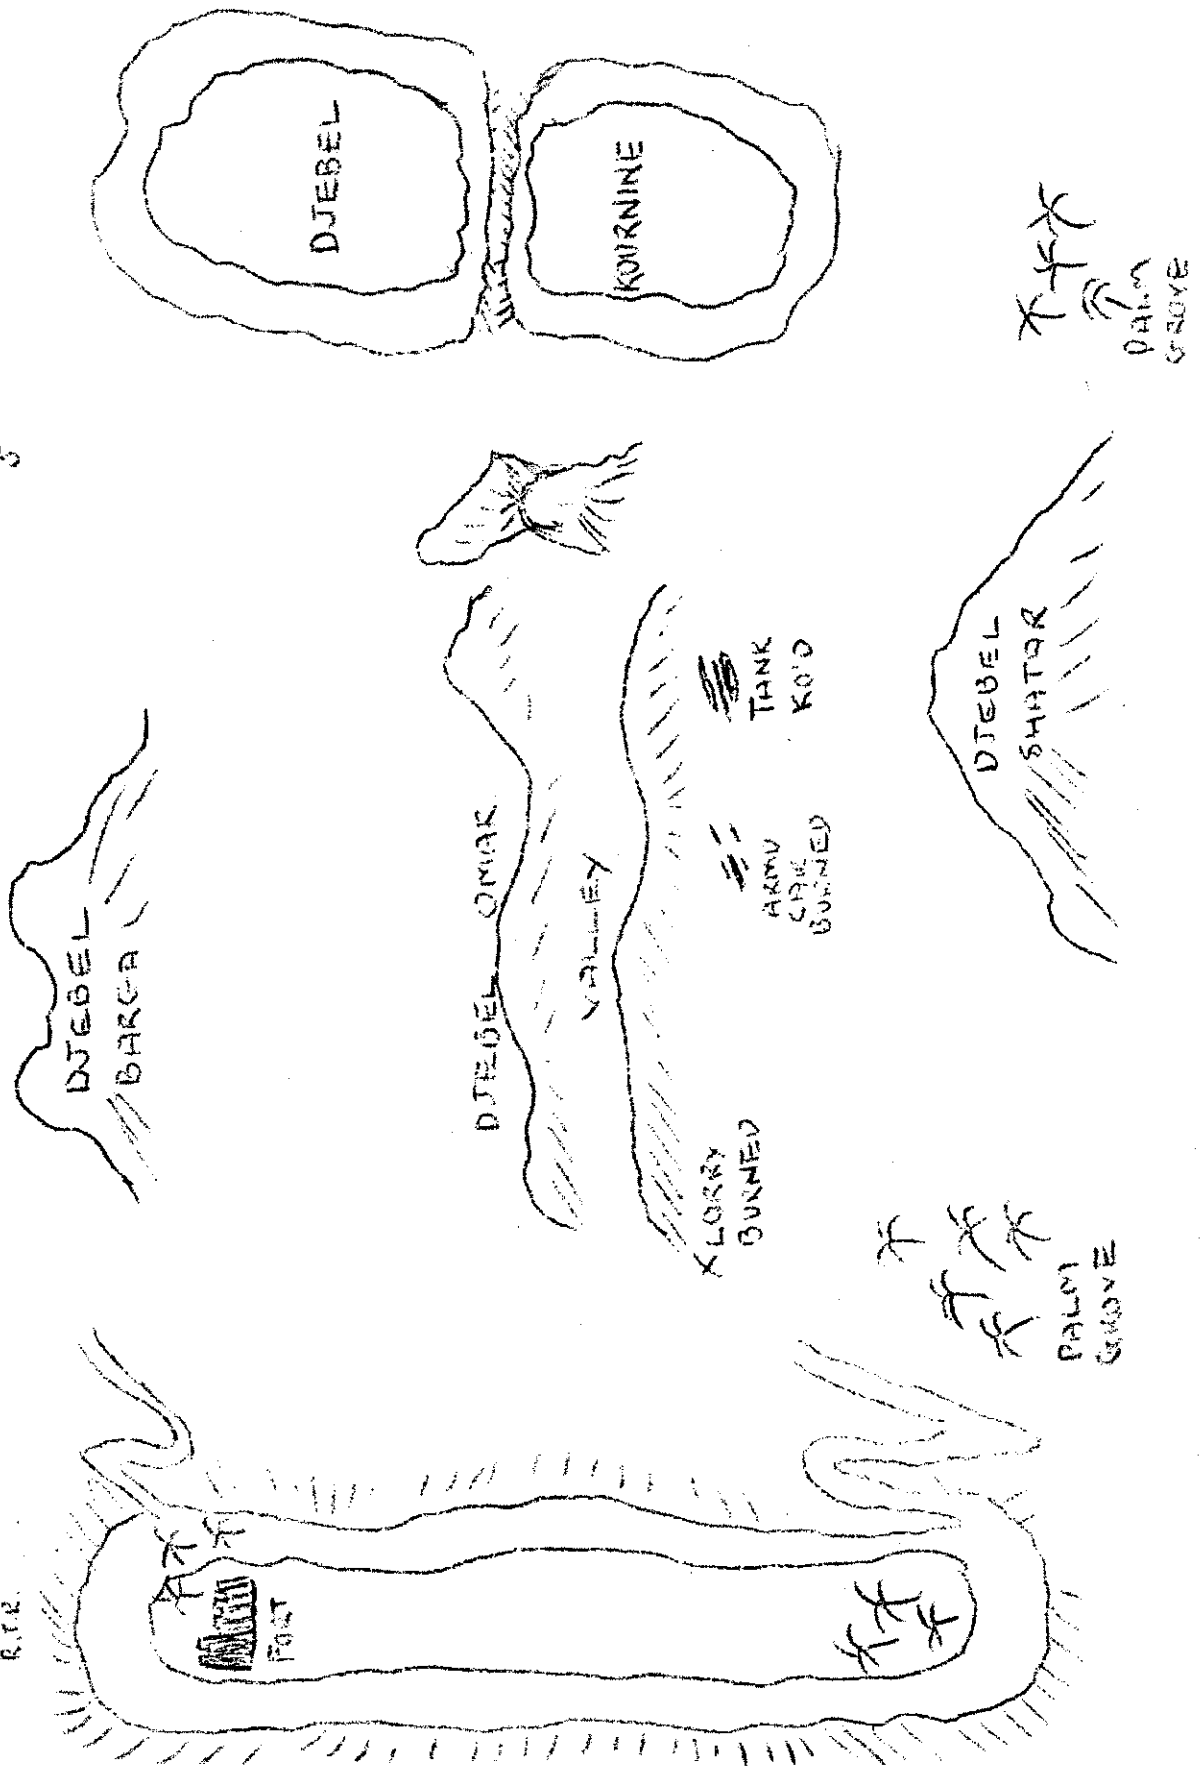 R.T.R.
5
DJEBEL
BARGA
FORT
DJEBEL
DJEBEL OMAR
VALLEY
KOURNINE
X LORRY
BURNED
ARMD
CAR
BURNED
TANK
KO'D
DJEBEL
SHATAR
PALM
GROVE
PALM
GROVE